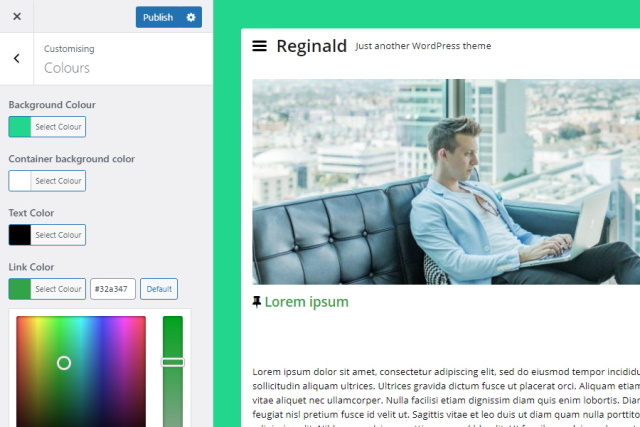 Publish
Customising
Colours
Background Colour
Select Colour
Container background color
Select Colour
Text Color
Select Colour
Link Color
Select Colour #32a347 Default
Reginald Just another WordPress theme
Lorem ipsum
Lorem ipsum dolor sit amet, consectetur adipiscing elit, sed do eiusmod tempor incididu
sollicitudin aliquam ultrices. Ultrices gravida dictum fusce ut placerat orci. Aliquam etiam
vitae aliquet nec ullamcorper. Nulla facilisi etiam dignissim diam quis enim lobortis. Diam
feugiat nisl pretium fusce id velit ut. Sagittis vitae et leo duis ut diam quam nulla porttitor